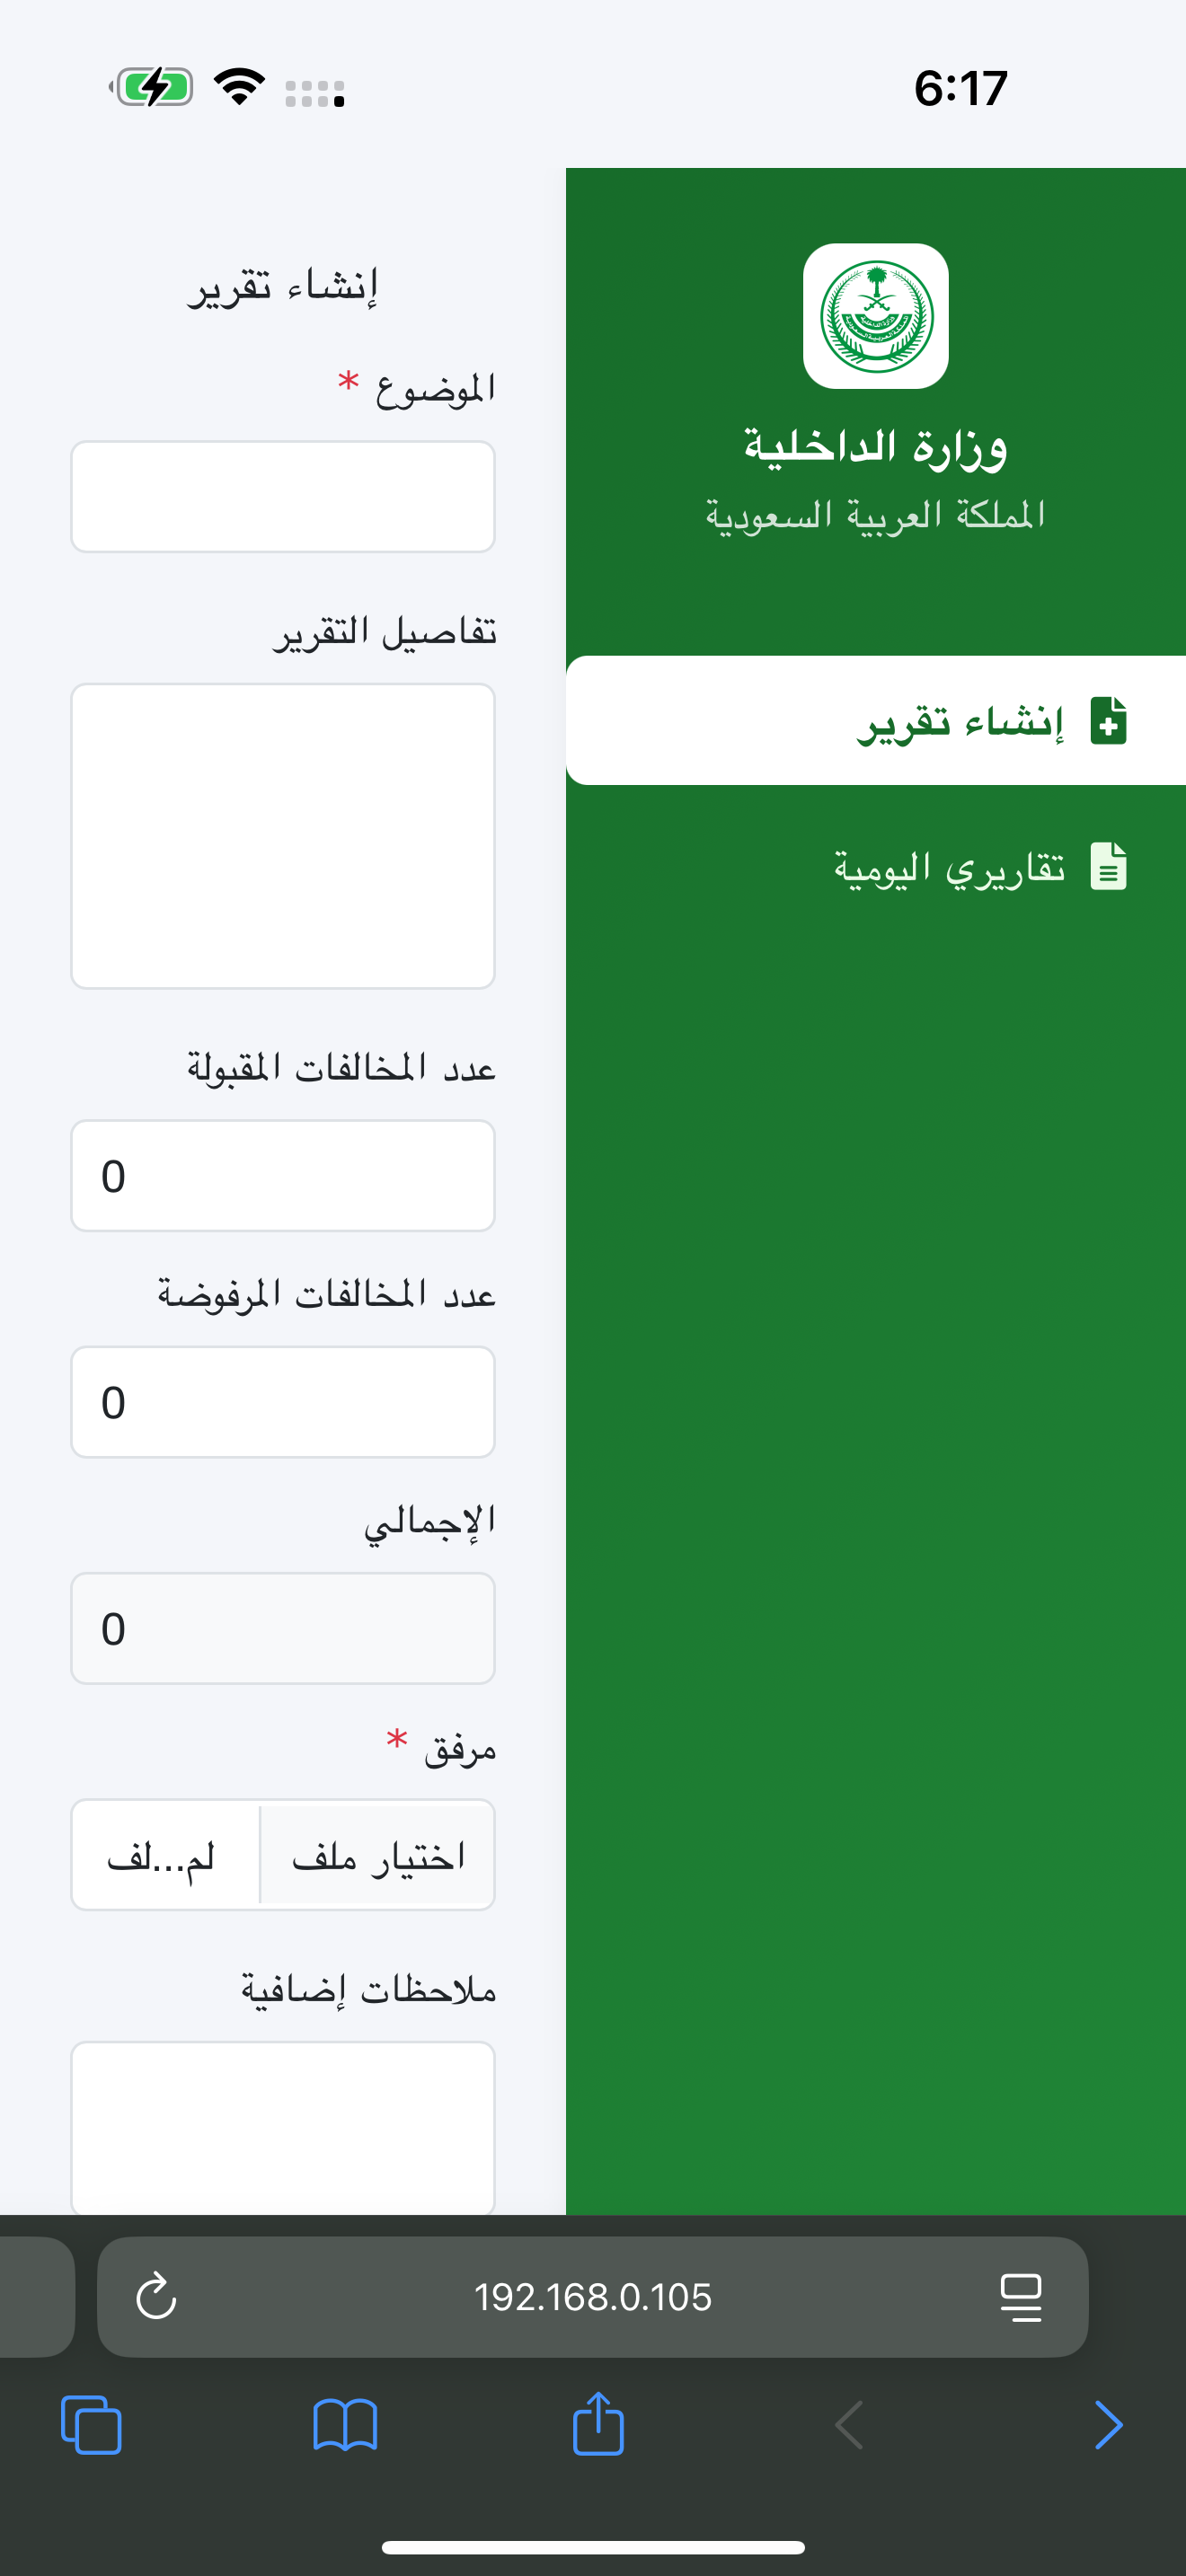 6:17
وزارة الداخلية
المملكة العربية السعودية
إنشاء تقرير
تقاريري اليومية
إنشاء تقرير
الموضوع *
تفاصيل التقرير
عدد المخالفات المقبولة
0
عدد المخالفات المرفوضة
0
الإجمالي
0
مرفق *
اختيار ملف
لم...لف
ملاحظات إضافية
192.168.0.105